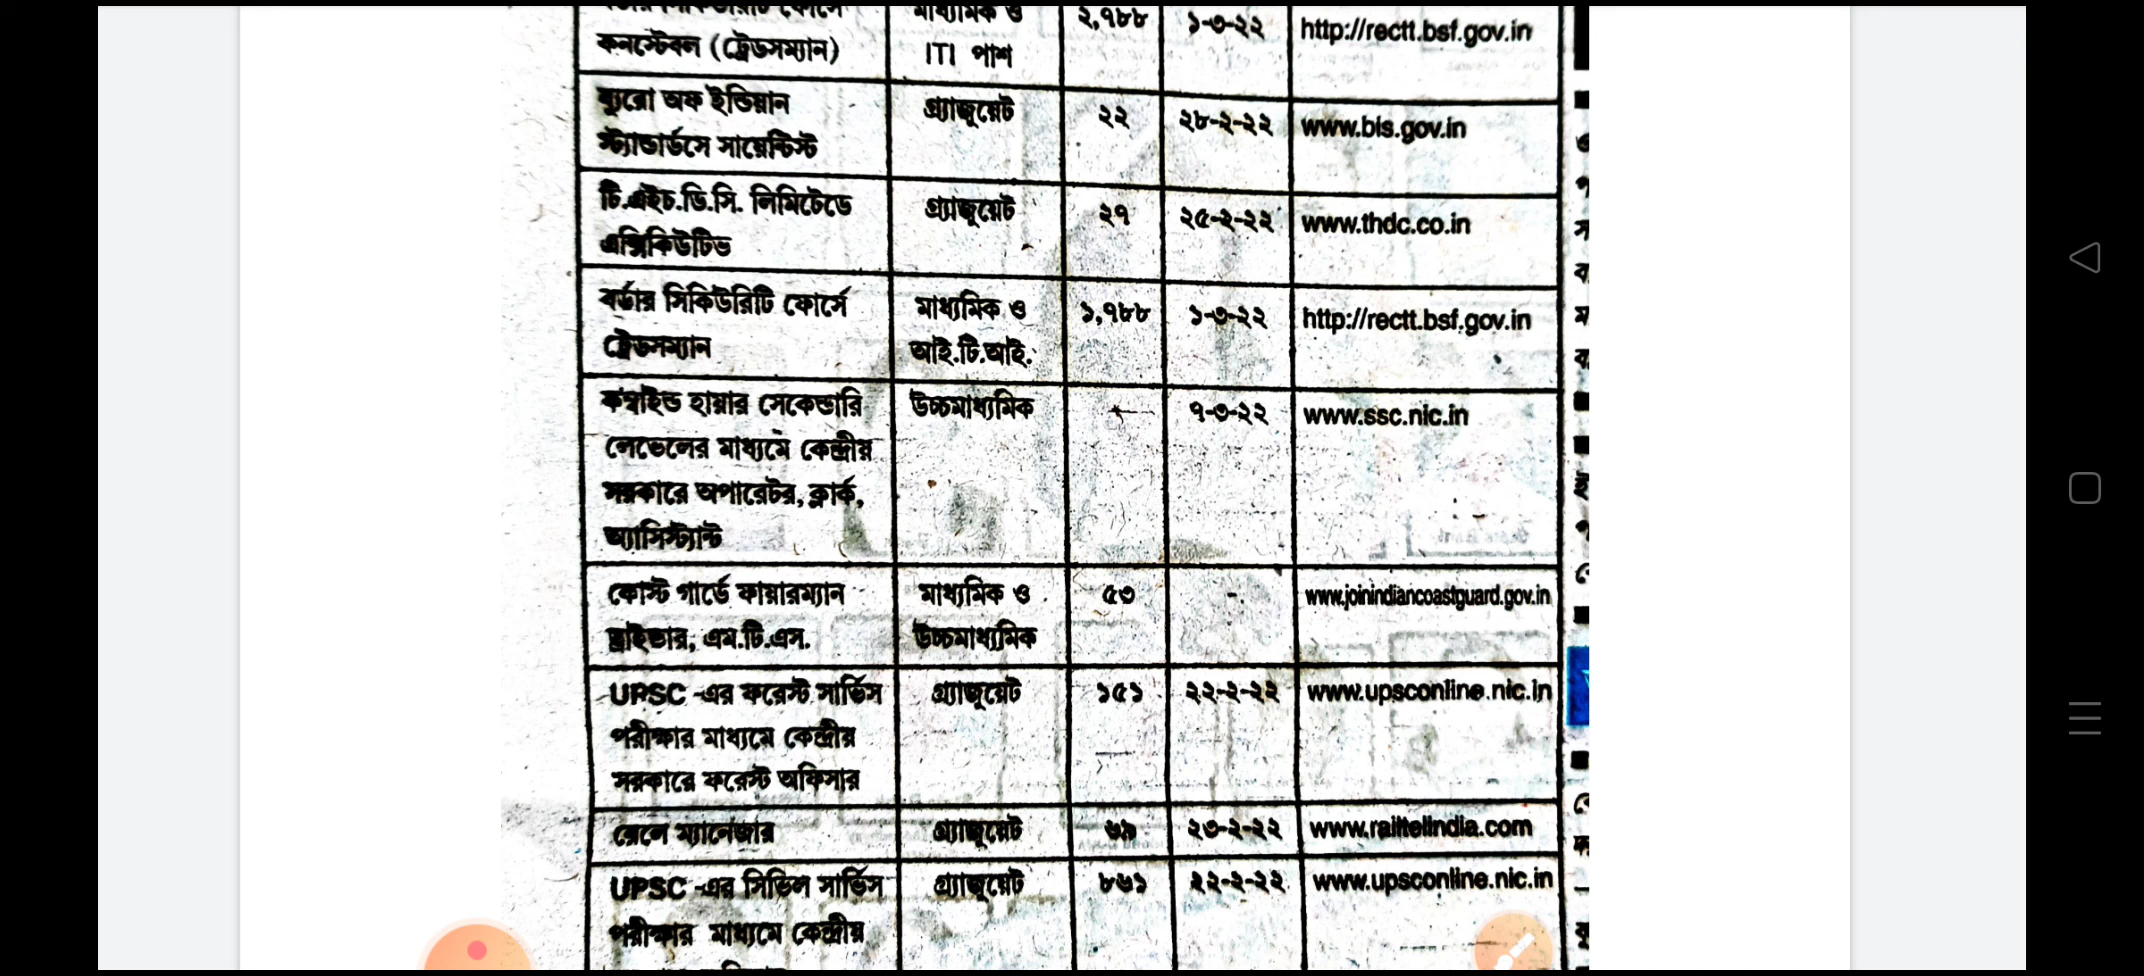 কনস্টেবল (ট্রেডসম্যান)
মাধ্যমিক ও
ITI পাশ
২,৭৮৮
১-৩-২২
http://rectt.bsf.gov.in
ব্যুরো অফ ইন্ডিয়ান
স্ট্যান্ডার্ডসে সায়েন্টিস্ট
গ্র্যাজুয়েট
২২
২৮-২-২২
www.bis.gov.in
টি.এইচ.ডি.সি. লিমিটেডে
এক্সিকিউটিভ
গ্র্যাজুয়েট
২৭
২৫-২-২২
www.thdc.co.in
বর্ডার সিকিউরিটি ফোর্সে
ট্রেডসম্যান
মাধ্যমিক ও
আই.টি.আই.
১,৭৮৮
১-৩-২২
http://rectt.bsf.gov.in
কম্বাইন্ড হায়ার সেকেন্ডারি
লেভেলের মাধ্যমে কেন্দ্রীয়
সরকারে অপারেটর, ক্লার্ক,
অ্যাসিস্ট্যান্ট
উচ্চমাধ্যমিক
—
৭-৩-২২
www.ssc.nic.in
কোস্ট গার্ডে ফায়ারম্যান
ড্রাইভার, এম.টি.এস.
মাধ্যমিক ও
উচ্চমাধ্যমিক
৫৩
-
www.joinindiancoastguard.gov.in
UPSC -এর ফরেস্ট সার্ভিস
পরীক্ষার মাধ্যমে কেন্দ্রীয়
সরকারে ফরেস্ট অফিসার
গ্র্যাজুয়েট
১৫১
২২-২-২২
www.upsconline.nic.in
রেলে ম্যানেজার
গ্র্যাজুয়েট
৬৯
২৩-২-২২
www.railtelindia.com
UPSC -এর সিভিল সার্ভিস
পরীক্ষার মাধ্যমে কেন্দ্রীয়
গ্র্যাজুয়েট
৮৬১
২২-২-২২
www.upsconline.nic.in